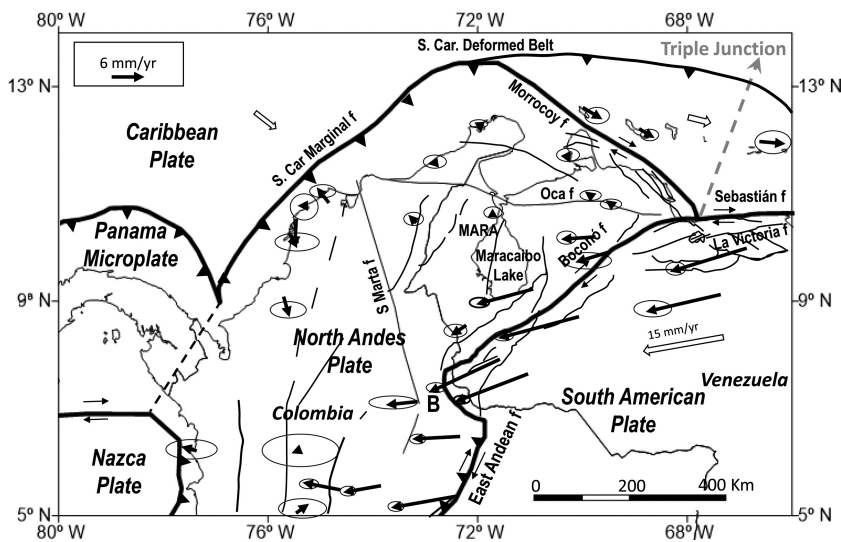 80º W
76º W
72º W
68º W
6 mm/yr
S. Car. Deformed Belt
Triple Junction
13º N
13º N
Caribbean
Plate
S. Car Marginal f
Morrocoy f
Oca f
Sebastián f
Panama
Microplate
MARA
Maracaibo
Lake
Boconó f
La Victoria f
S Marta f
9º N
9º N
North Andes
Plate
15 mm/yr
Venezuela
Colombia
B
South American
Plate
Nazca
Plate
East Andean f
0
200
400 Km
5º N
5º N
80º W
76º W
72º W
68º W